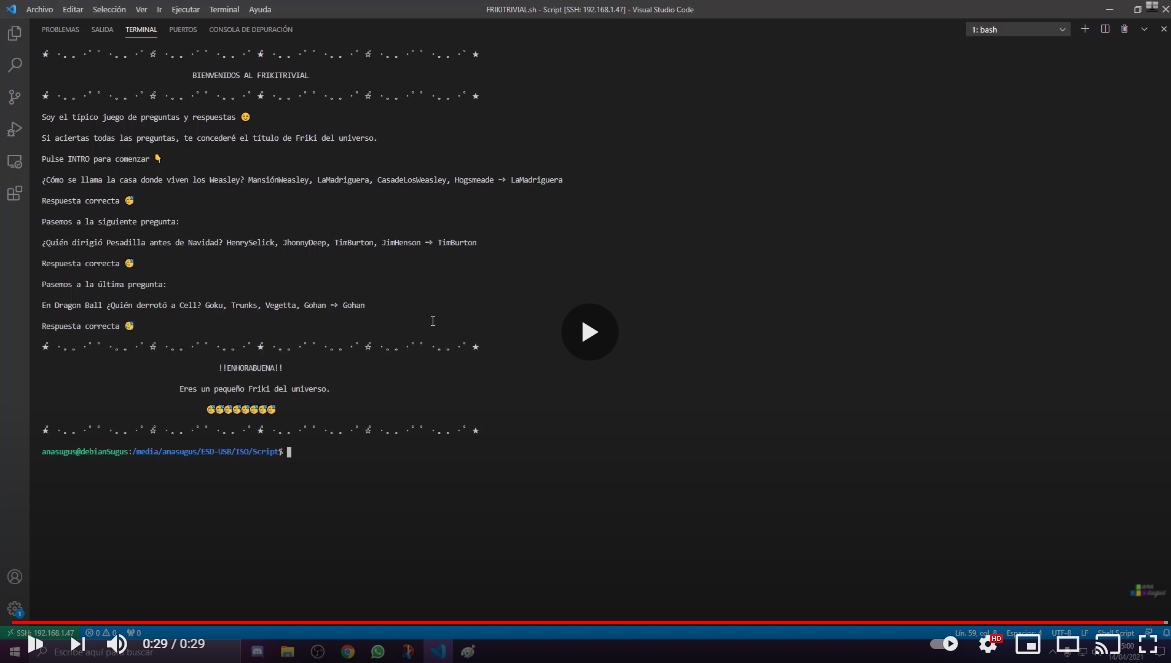 Archivo Editar Selección Ver Ir Ejecutar Terminal Ayuda
FRIKITRIVIAL.sh - Script [SSH: 192.168.1.47] - Visual Studio Code
PROBLEMAS SALIDA TERMINAL PUERTOS CONSOLA DE DEPURACIÓN
1: bash
BIENVENIDOS AL FRIKITRIVIAL
Soy el típico juego de preguntas y respuestas
Si aciertas todas las preguntas, te concederé el título de Friki del universo.
Pulse INTRO para comenzar
¿Cómo se llama la casa donde viven los Weasley? MansiónWeasley, LaMadriguera, CasadeLosWeasley, Hogsmeade => LaMadriguera
Respuesta correcta
Pasemos a la siguiente pregunta:
¿Quién dirigió Pesadilla antes de Navidad? HenrySelick, JhonnyDeep, TimBurton, JimHenson => TimBurton
Respuesta correcta
Pasemos a la última pregunta:
En Dragon Ball ¿Quién derrotó a Cell? Goku, Trunks, Vegetta, Gohan => Gohan
Respuesta correcta
!!ENHORABUENA!!
Eres un pequeño Friki del universo.
anasugus@debianSugus:/media/anasugus/ESD-USB/ISO/Script$
SSH: 192.168.1.47 0 0 0
Lín. 59, col. Espacios: 4 UTF-8 LF Shell Script
0:29 / 0:29
HD
Escribe aquí para buscar
14/04/2021